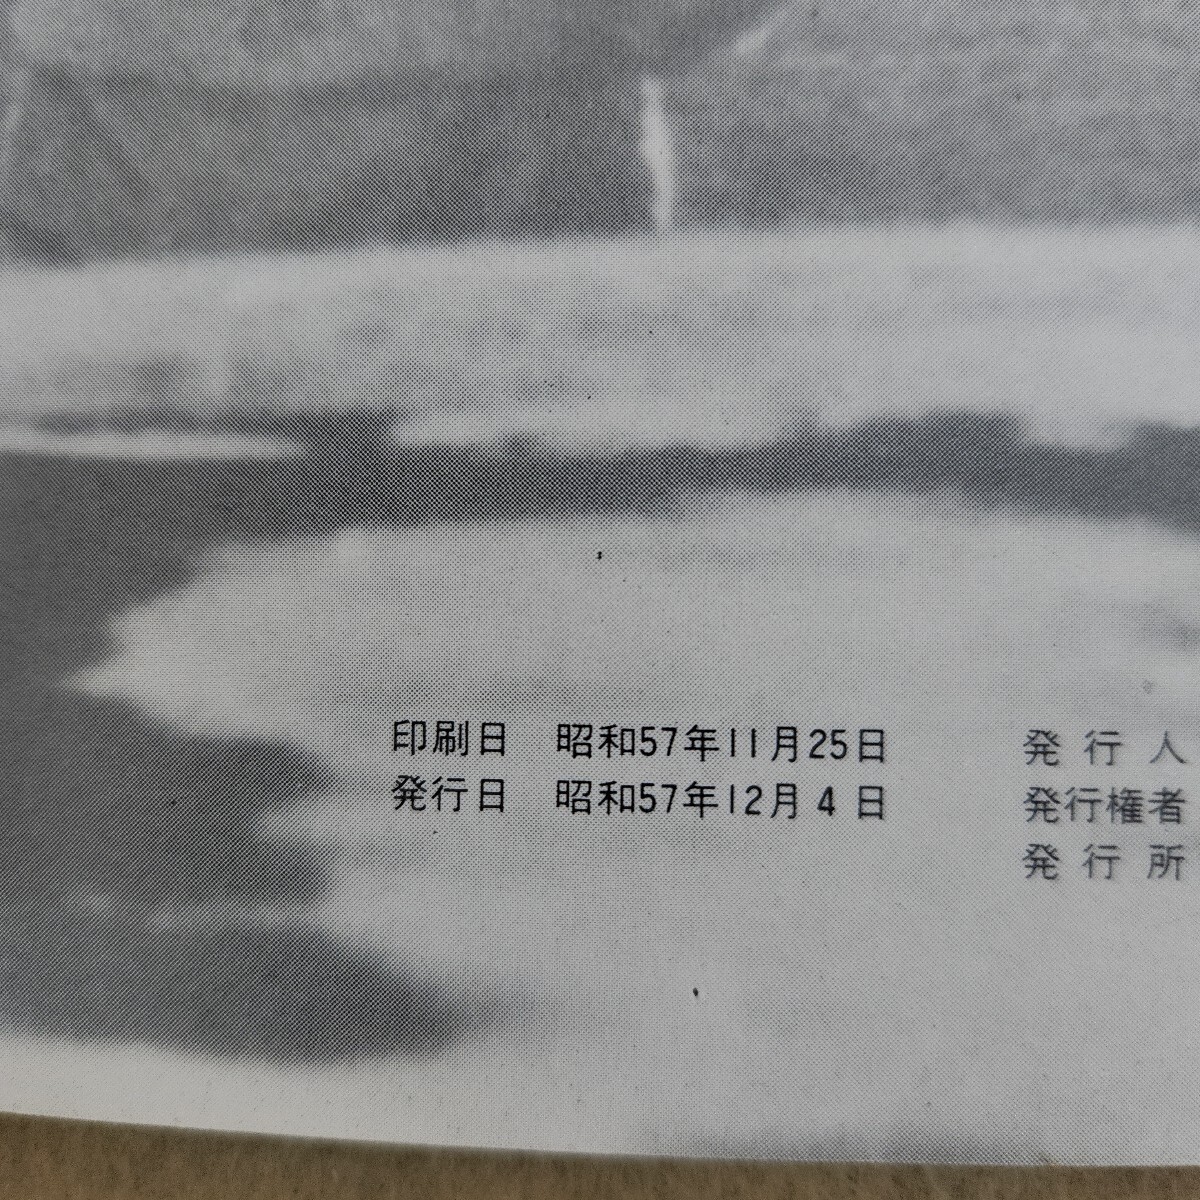 印刷日　昭和57年11月25日
発行日　昭和57年12月4日
発行人
発行権者
発行所